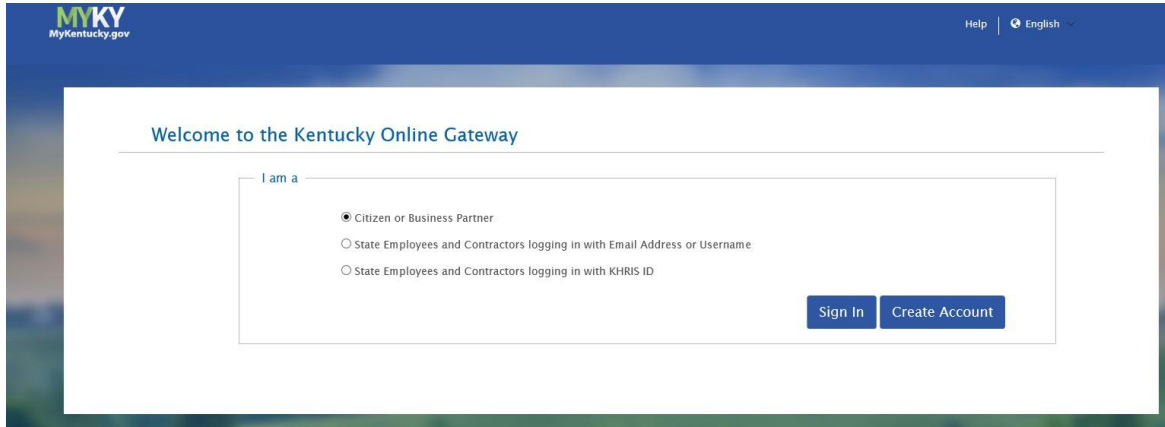 MYKY
MyKentucky.gov
Help
English
Welcome to the Kentucky Online Gateway
I am a
Citizen or Business Partner
State Employees and Contractors logging in with Email Address or Username
State Employees and Contractors logging in with KHRIS ID
Sign In
Create Account